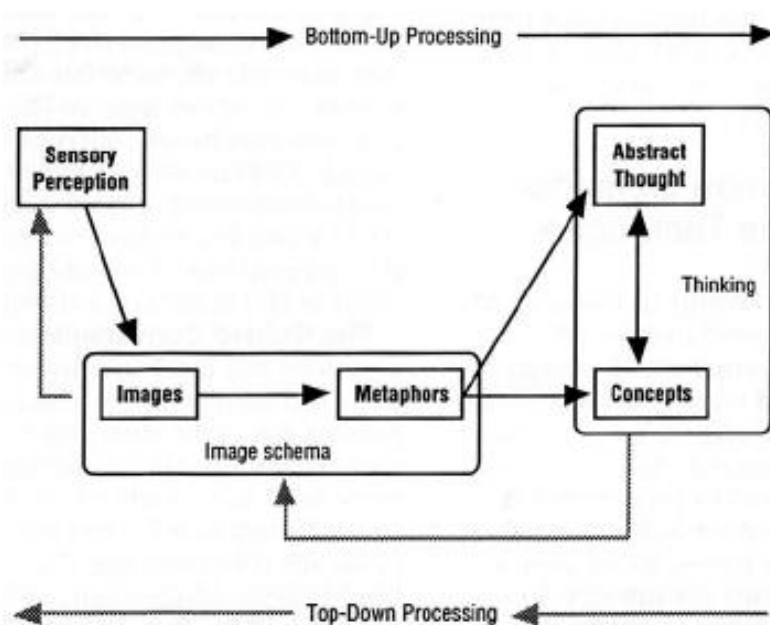 Bottom-Up Processing
Sensory
Perception
Abstract
Thought
Thinking
Images
Metaphors
Concepts
Image schema
Top-Down Processing